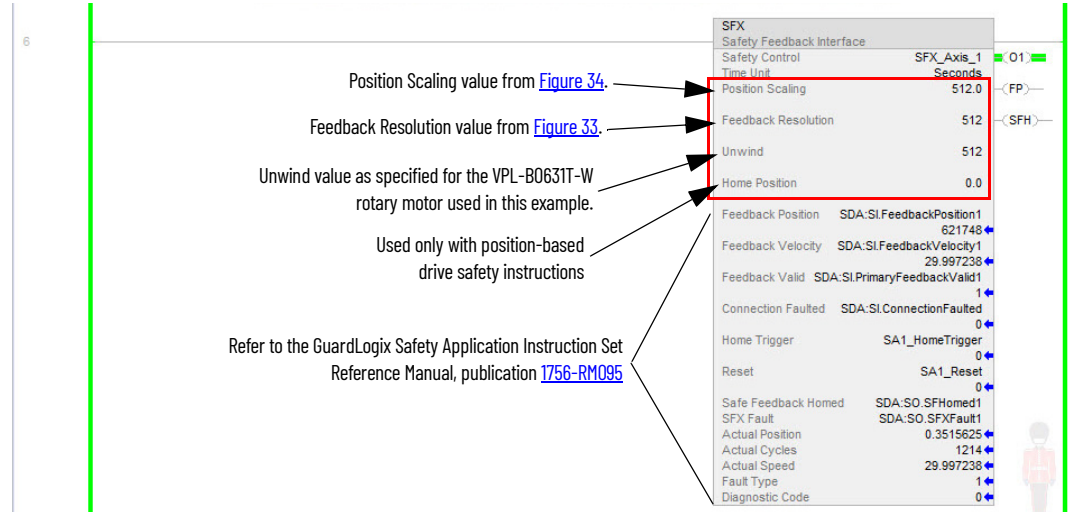 6
SFX
Safety Feedback Interface
Safety Control SFX_Axis_1
Time Unit Seconds
Position Scaling 512.0
Feedback Resolution 512
Unwind 512
Home Position 0.0
Feedback Position SDA:SI.FeedbackPosition1
621748
Feedback Velocity SDA:SI.FeedbackVelocity1
29.997238
Feedback Valid SDA:SI.PrimaryFeedbackValid1
1
Connection Faulted SDA:SI.ConnectionFaulted
0
Home Trigger SA1_HomeTrigger
0
Reset SA1_Reset
0
Safe Feedback Homed SDA:SO.SFHomed1
SFX Fault SDA:SO.SFXFault1
Actual Position 0.3515625
Actual Cycles 1214
Actual Speed 29.997238
Fault Type 1
Diagnostic Code 0
O1
FP
SFH
Position Scaling value from Figure 34.
Feedback Resolution value from Figure 33.
Unwind value as specified for the VPL-B0631T-W
rotary motor used in this example.
Used only with position-based
drive safety instructions
Refer to the GuardLogix Safety Application Instruction Set
Reference Manual, publication 1756-RM095